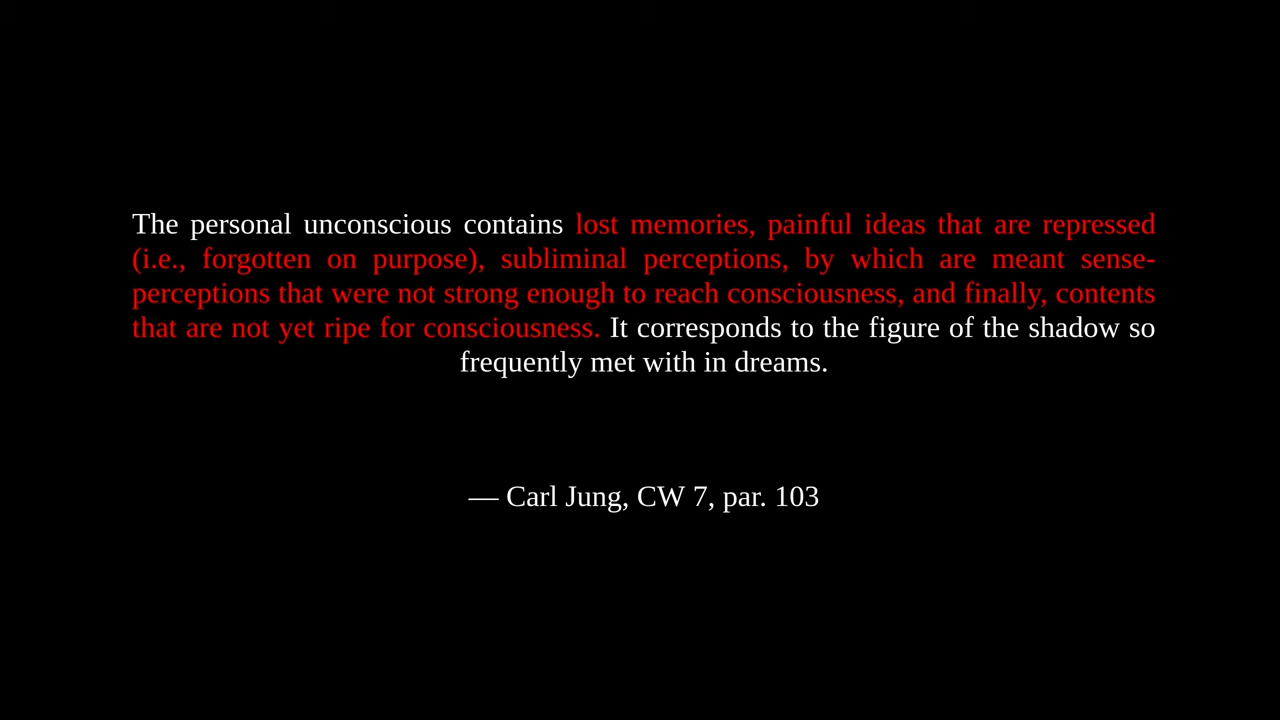 The personal unconscious contains lost memories, painful ideas that are repressed
(i.e., forgotten on purpose), subliminal perceptions, by which are meant sense-
perceptions that were not strong enough to reach consciousness, and finally, contents
that are not yet ripe for consciousness. It corresponds to the figure of the shadow so
frequently met with in dreams.
— Carl Jung, CW 7, par. 103